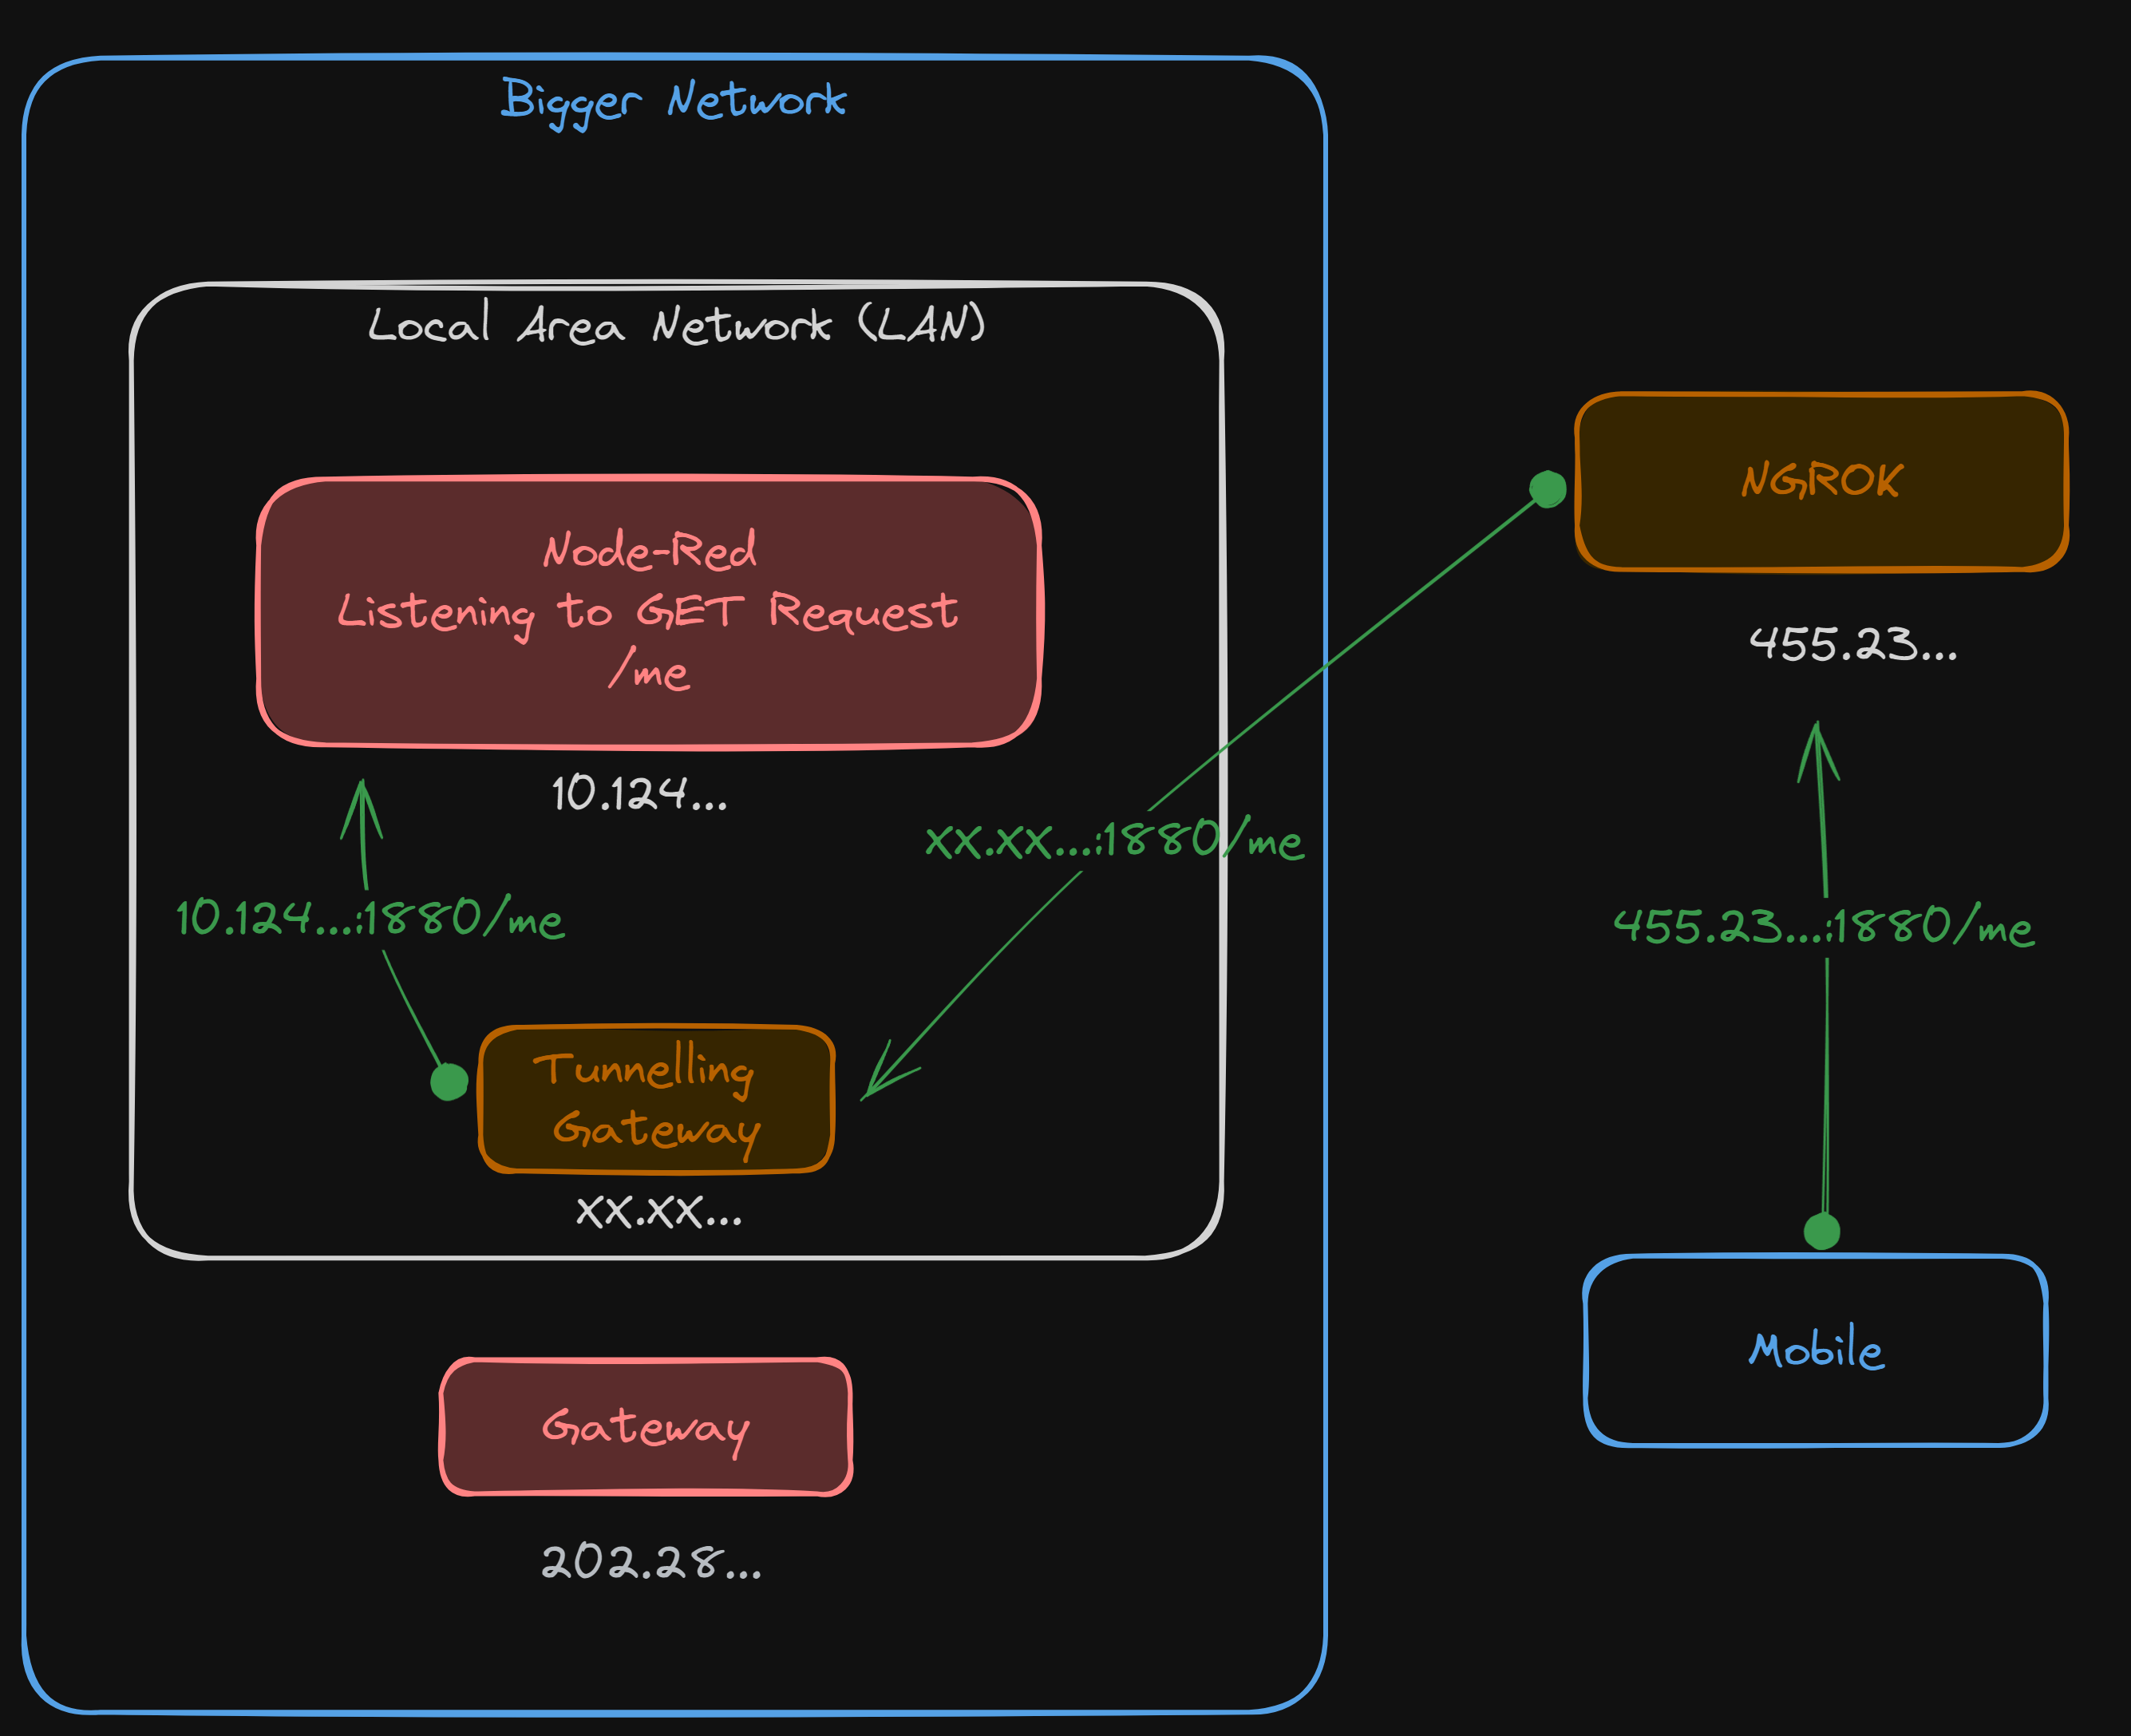 Bigger Network
Local Area Network (LAN)
Node-Red
Listening to GET Request
/me
10.124...
10.124...:1880/me
xx.xx...:1880/me
Tunnelling
Gateway
xx.xx...
Gateway
202.28...
NGROK
455.23...
455.23...:1880/me
Mobile